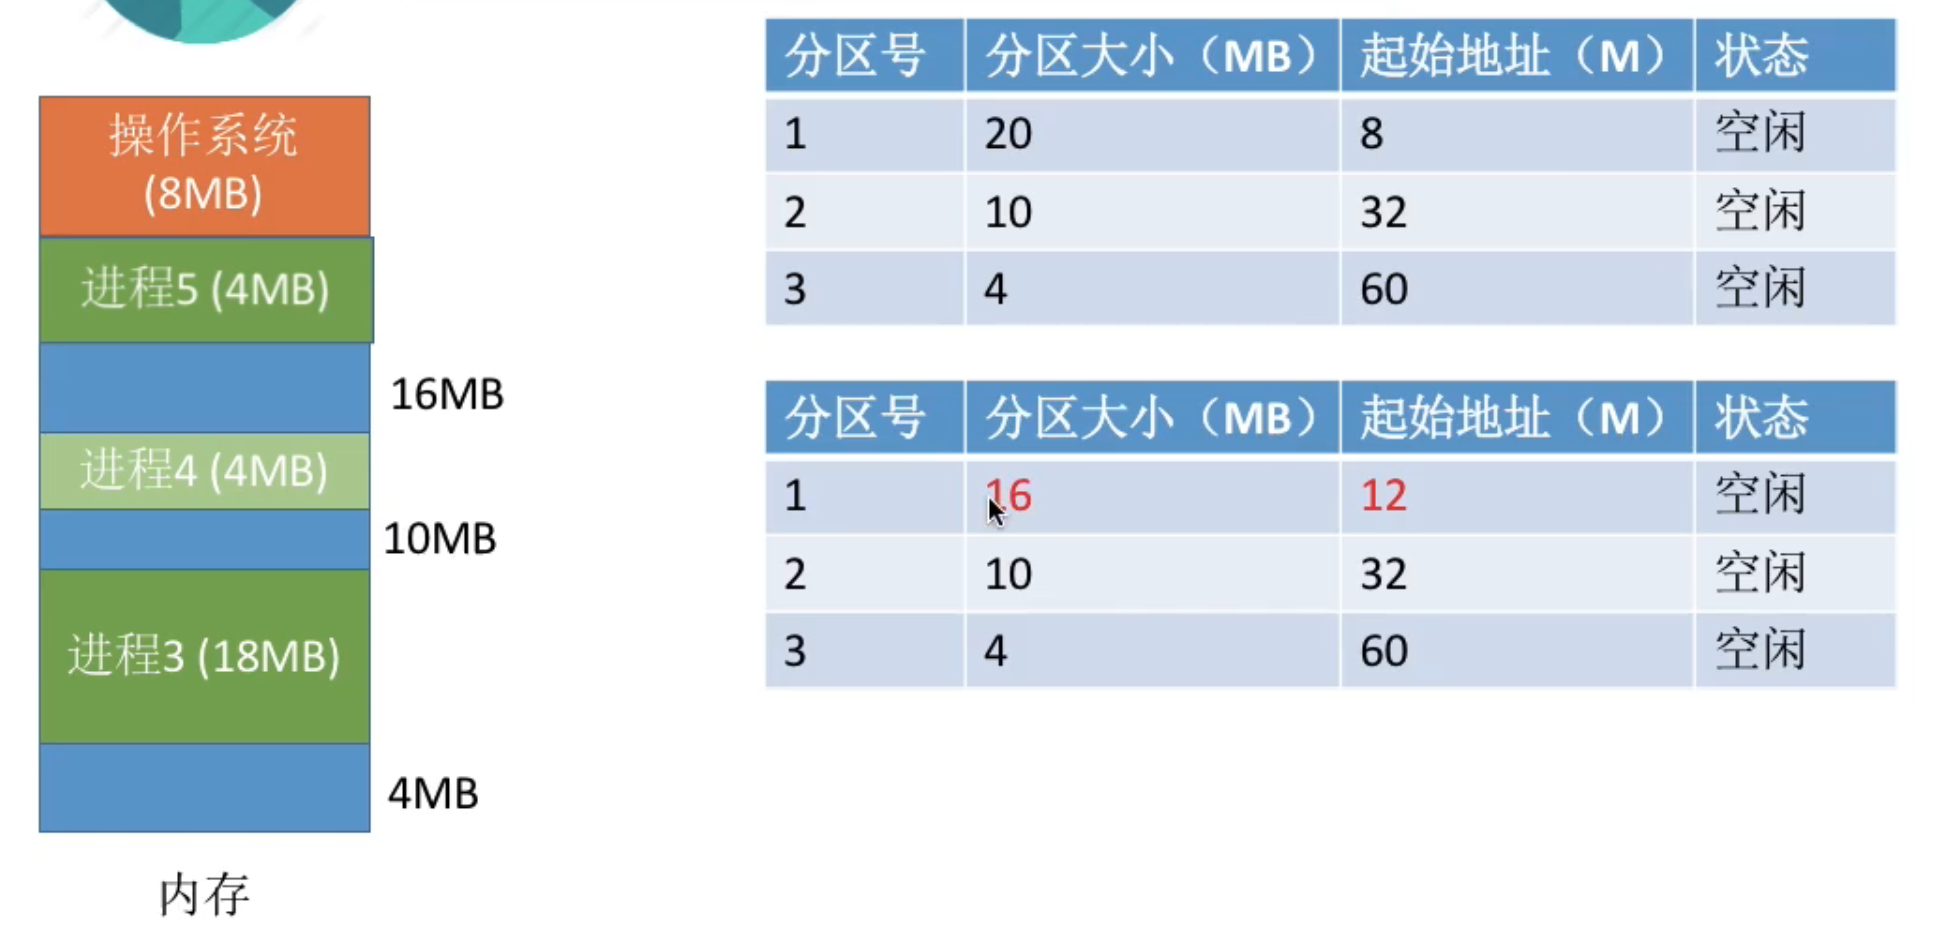 操作系统
(8MB)
进程5 (4MB)
16MB
进程4 (4MB)
10MB
进程3 (18MB)
4MB
内存
分区号 分区大小（MB） 起始地址（M） 状态
1 20 8 空闲
2 10 32 空闲
3 4 60 空闲
分区号 分区大小（MB） 起始地址（M） 状态
1 16 12 空闲
2 10 32 空闲
3 4 60 空闲